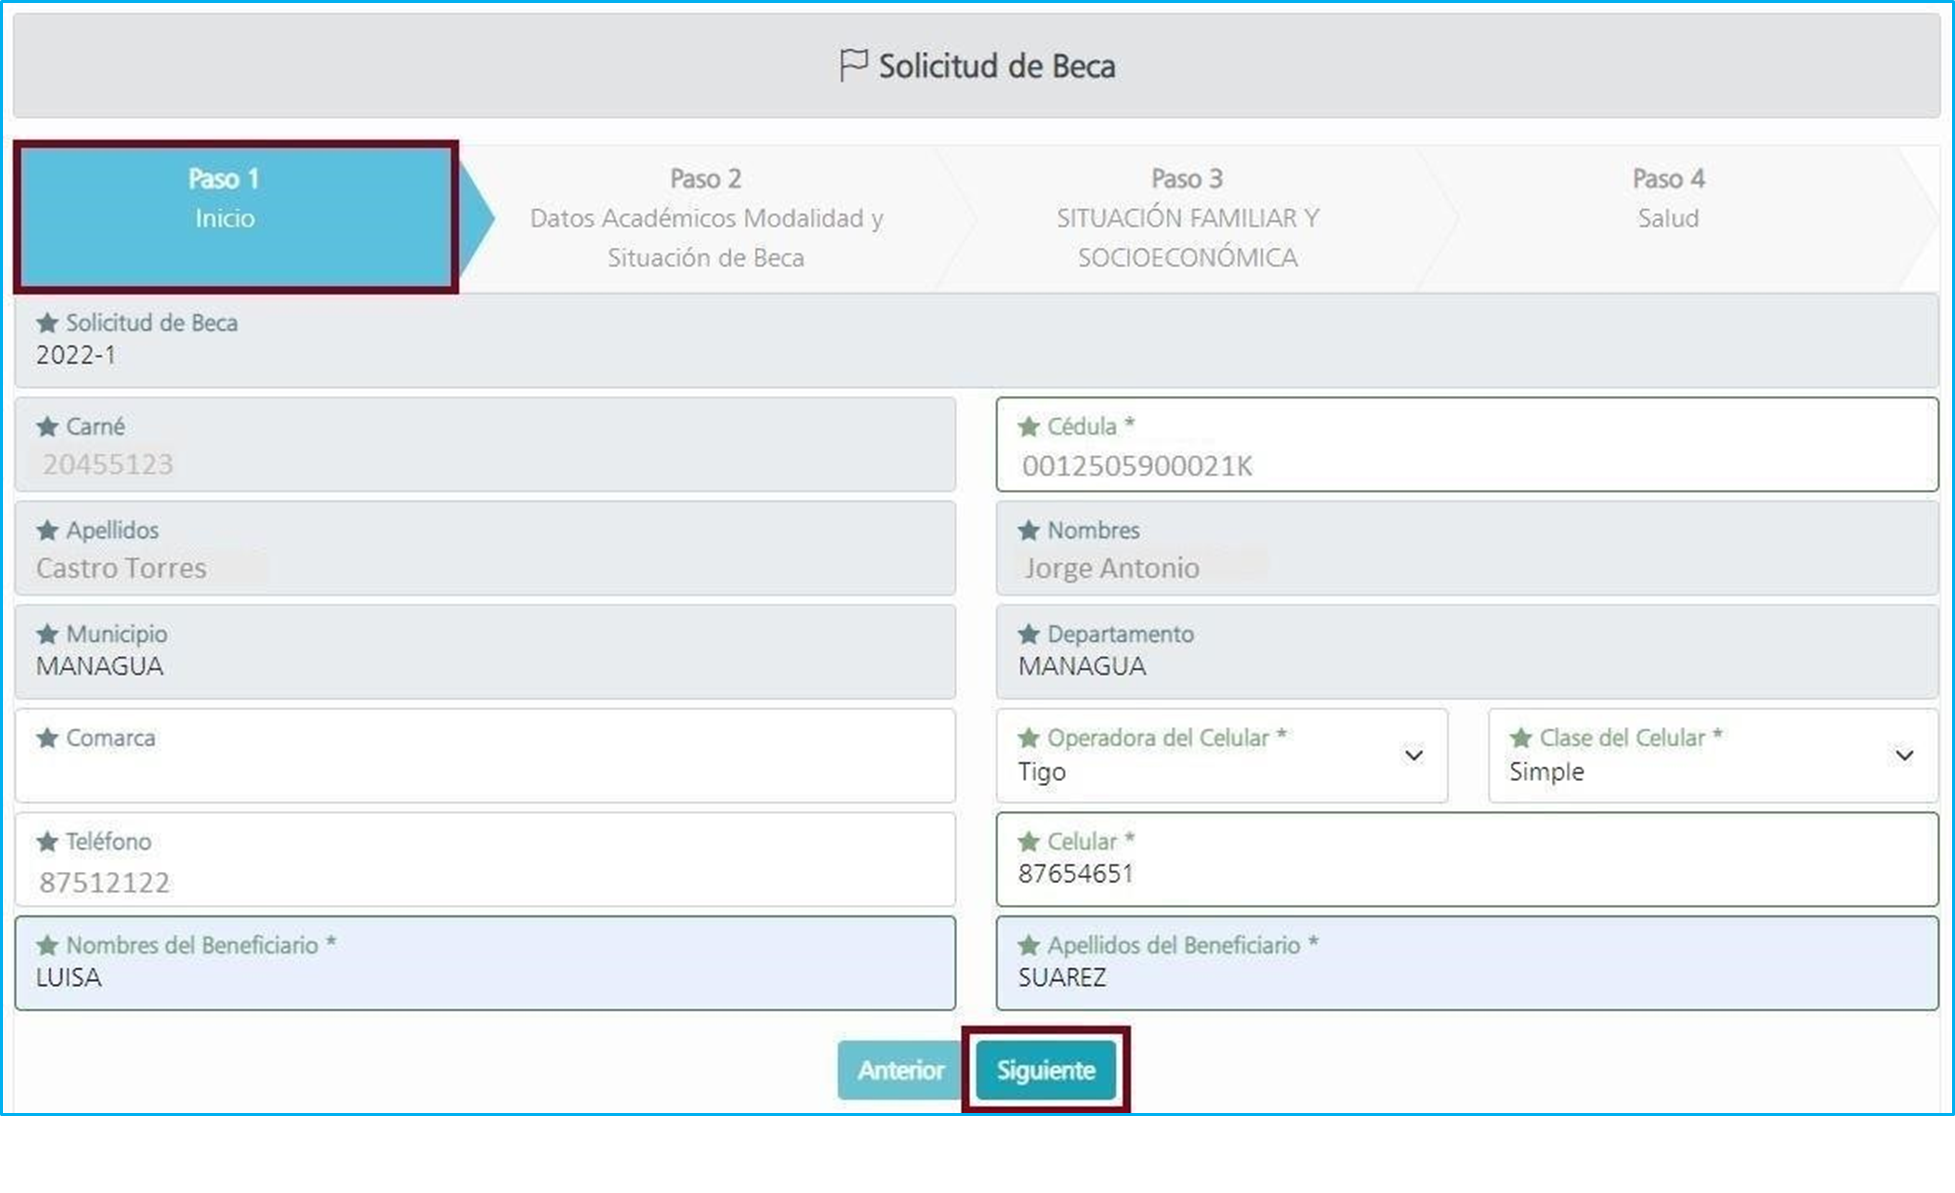 Solicitud de Beca
Paso 1
Inicio
Paso 2
Datos Académicos Modalidad y
Situación de Beca
Paso 3
SITUACIÓN FAMILIAR Y
SOCIOECONÓMICA
Paso 4
Salud
Solicitud de Beca
2022-1
Carné
20455123
Cédula *
0012505900021K
Apellidos
Castro Torres
Nombres
Jorge Antonio
Municipio
MANAGUA
Departamento
MANAGUA
Comarca
Operadora del Celular *
Tigo
Clase del Celular *
Simple
Teléfono
87512122
Celular *
87654651
Nombres del Beneficiario *
LUISA
Apellidos del Beneficiario *
SUAREZ
Anterior
Siguiente